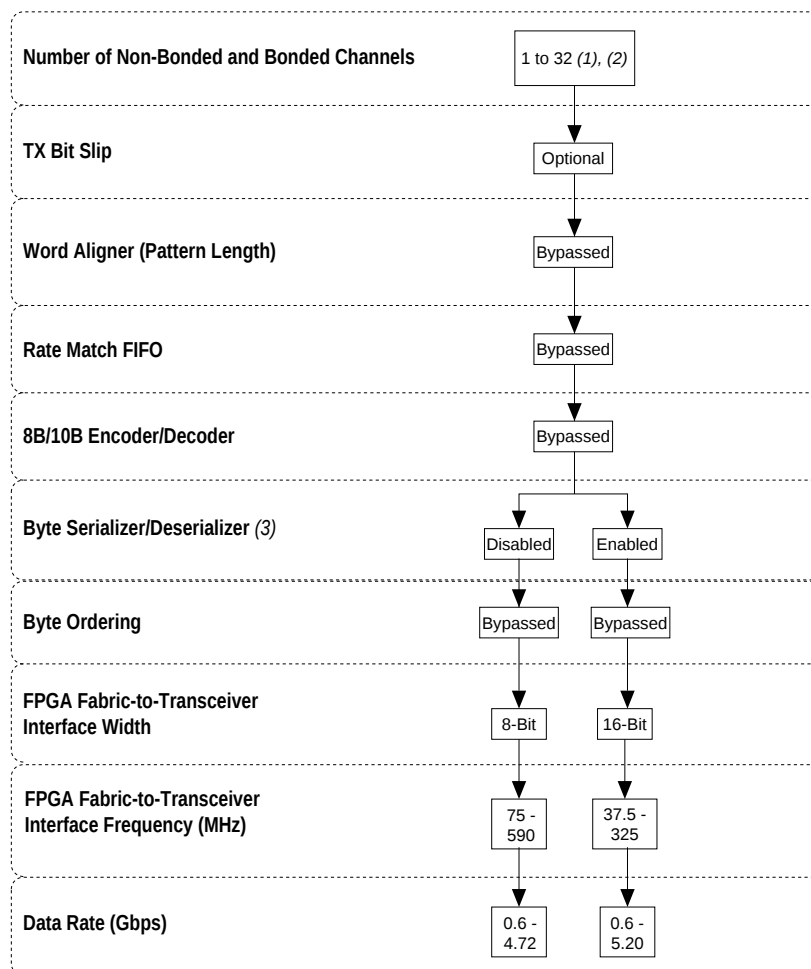 Number of Non-Bonded and Bonded Channels
1 to 32 (1), (2)
TX Bit Slip
Optional
Word Aligner (Pattern Length)
Bypassed
Rate Match FIFO
Bypassed
8B/10B Encoder/Decoder
Bypassed
Byte Serializer/Deserializer (3)
Disabled
Enabled
Byte Ordering
Bypassed
Bypassed
FPGA Fabric-to-Transceiver
Interface Width
8-Bit
16-Bit
FPGA Fabric-to-Transceiver
Interface Frequency (MHz)
75 -
590
37.5 -
325
Data Rate (Gbps)
0.6 -
4.72
0.6 -
5.20